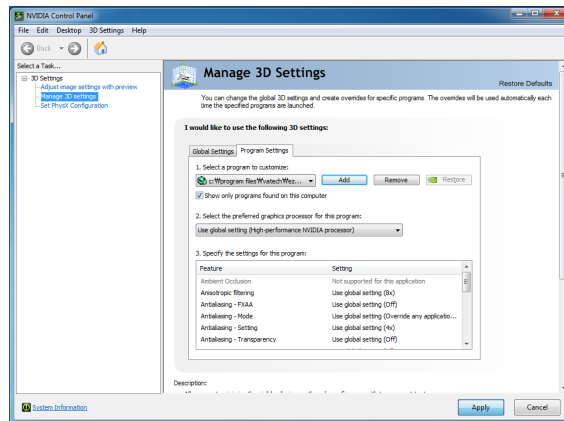 NVIDIA Control Panel
File Edit Desktop 3D Settings Help
Back
Select a Task...
3D Settings
Adjust image settings with preview
Manage 3D settings
Set PhysX Configuration
Manage 3D Settings
Restore Defaults
You can change the global 3D settings and create overrides for specific programs. The overrides will be used automatically each
time the specified programs are launched.
I would like to use the following 3D settings:
Global Settings Program Settings
1. Select a program to customize:
c:₩program files₩vatech₩ez... Add Remove Restore
Show only programs found on this computer
2. Select the preferred graphics processor for this program:
Use global setting (High-performance NVIDIA processor)
3. Specify the settings for this program:
Feature Setting
Ambient Occlusion Not supported for this application
Anisotropic filtering Use global setting (8x)
Antialiasing - FXAA Use global setting (Off)
Antialiasing - Mode Use global setting (Override any applicatio...
Antialiasing - Setting Use global setting (4x)
Antialiasing - Transparency Use global setting (Off)
Description:
System Information
Apply Cancel